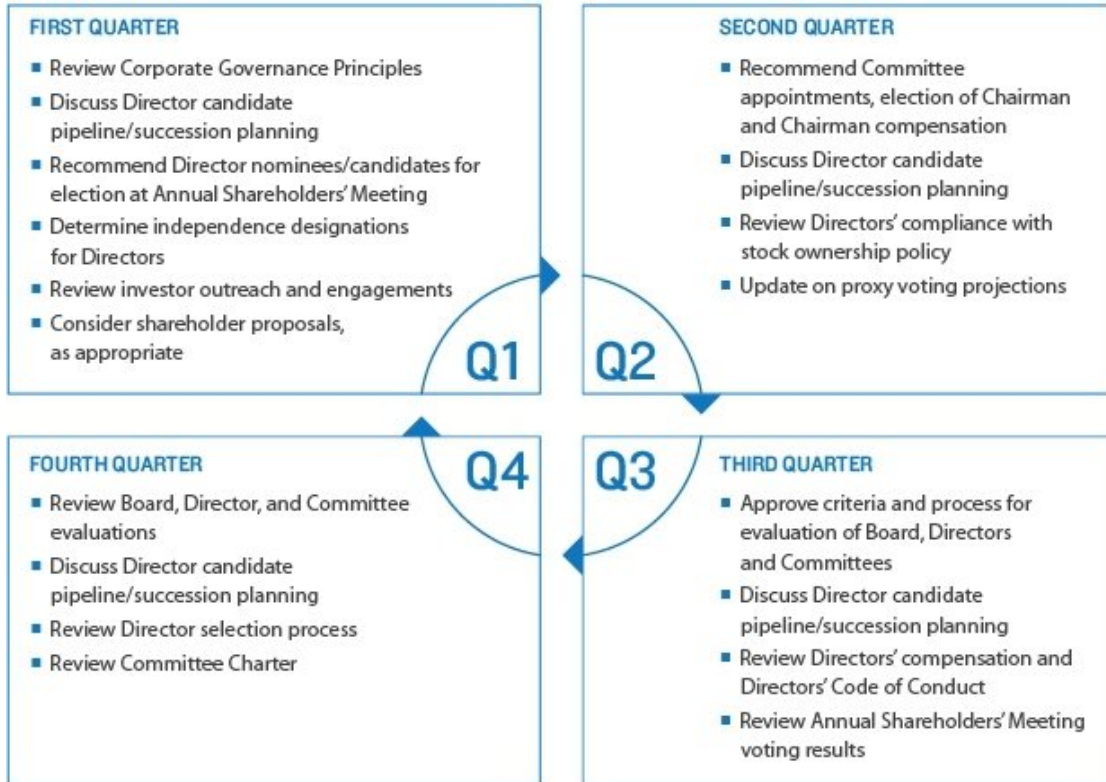 FIRST QUARTER
■ Review Corporate Governance Principles
■ Discuss Director candidate
pipeline/succession planning
■ Recommend Director nominees/candidates for
election at Annual Shareholders' Meeting
■ Determine independence designations
for Directors
■ Review investor outreach and engagements
■ Consider shareholder proposals,
as appropriate
Q1
SECOND QUARTER
■ Recommend Committee
appointments, election of Chairman
and Chairman compensation
■ Discuss Director candidate
pipeline/succession planning
■ Review Directors' compliance with
stock ownership policy
■ Update on proxy voting projections
Q2
THIRD QUARTER
■ Approve criteria and process for
evaluation of Board, Directors
and Committees
■ Discuss Director candidate
pipeline/succession planning
■ Review Directors' compensation and
Directors' Code of Conduct
■ Review Annual Shareholders' Meeting
voting results
Q3
FOURTH QUARTER
■ Review Board, Director, and Committee
evaluations
■ Discuss Director candidate
pipeline/succession planning
■ Review Director selection process
■ Review Committee Charter
Q4